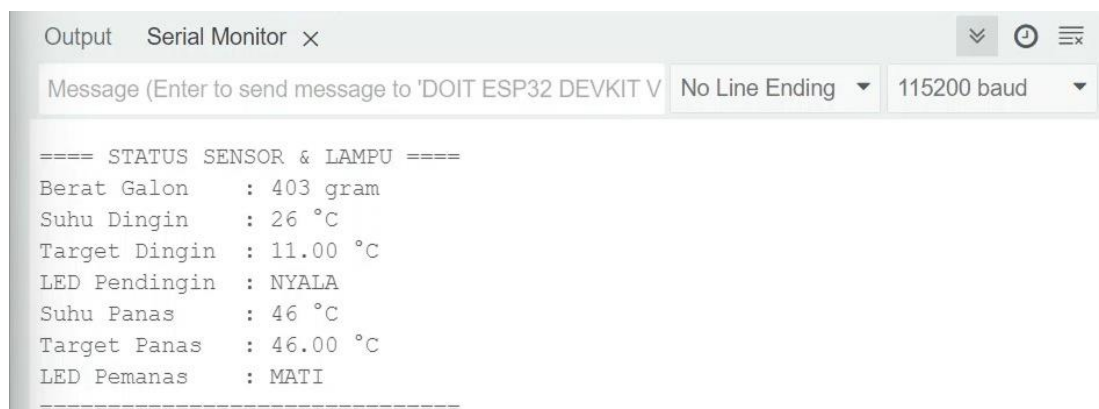 Output Serial Monitor
Message (Enter to send message to 'DOIT ESP32 DEVKIT V No Line Ending 115200 baud
==== STATUS SENSOR & LAMPU ====
Berat Galon : 403 gram
Suhu Dingin : 26 °C
Target Dingin : 11.00 °C
LED Pendingin : NYALA
Suhu Panas : 46 °C
Target Panas : 46.00 °C
LED Pemanas : MATI
===============================